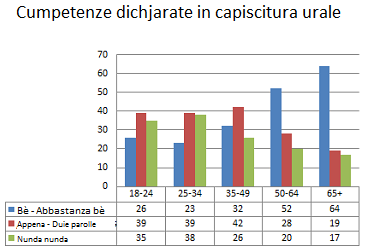 Cumpetenze dichjarate in capiscitura urale
70
60
50
40
30
20
10
0
18-24 25-34 35-49 50-64 65+
Bè - Abbastanza bè 26 23 32 52 64
Appena - Duie parolle 39 39 42 28 19
Nunda nunda 35 38 26 20 17